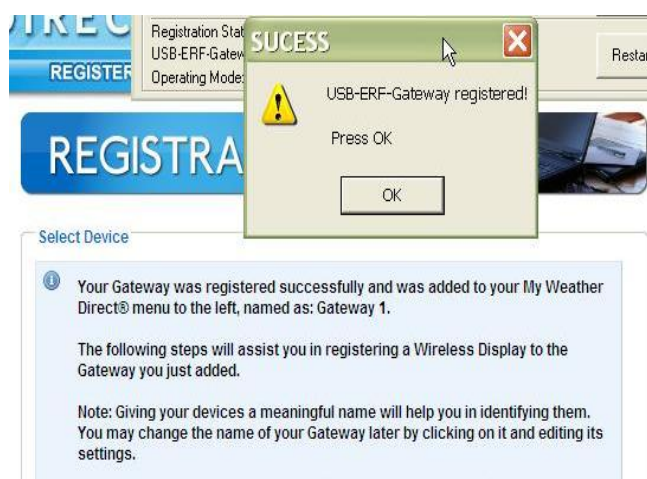 DIREC
Registration Stat
USB-ERF-Gatew
Operating Mode:
REGISTER
SUCESS
USB-ERF-Gateway registered!
Press OK
OK
Restar
REGISTRA
Select Device
Your Gateway was registered successfully and was added to your My Weather
Direct® menu to the left, named as: Gateway 1.
The following steps will assist you in registering a Wireless Display to the
Gateway you just added.
Note: Giving your devices a meaningful name will help you in identifying them.
You may change the name of your Gateway later by clicking on it and editing its
settings.